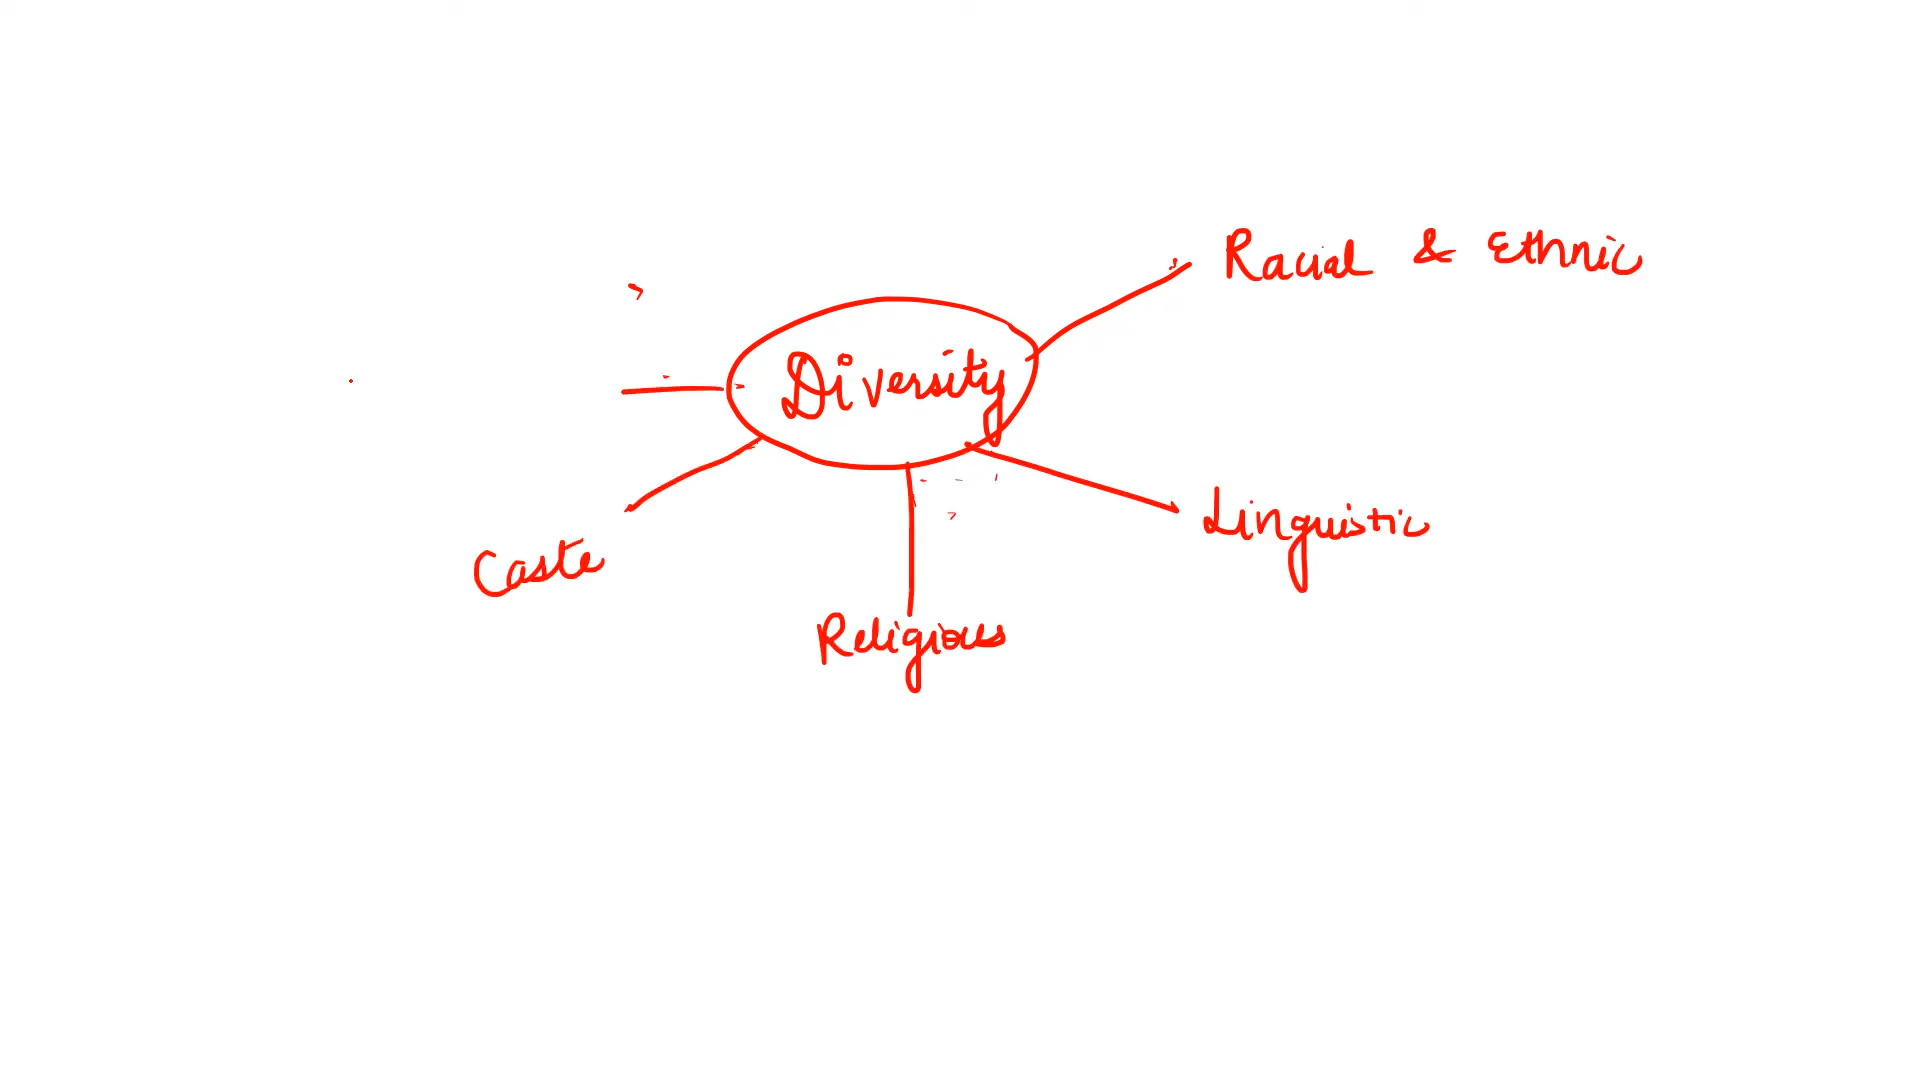 Racial & Ethnic
Diversity
Linguistic
Caste
Religious